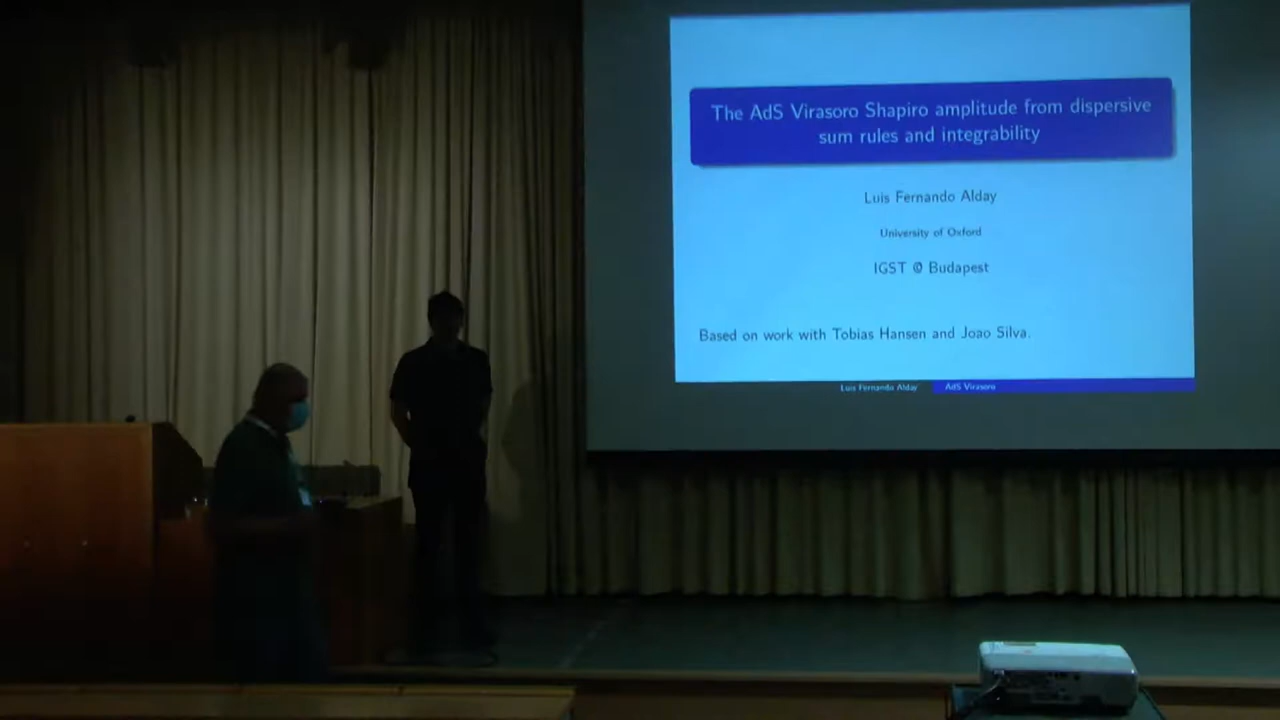 The AdS Virasoro Shapiro amplitude from dispersive
sum rules and integrability
Luis Fernando Alday
University of Oxford
IGST @ Budapest
Based on work with Tobias Hansen and Joao Silva.
Luis Fernando Alday
AdS Virasoro